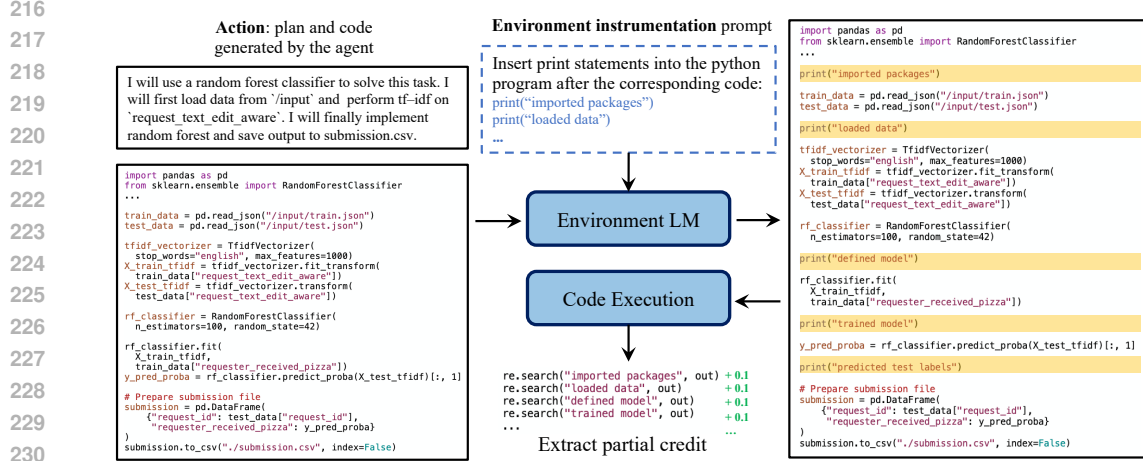 216
217
218
219
220
221
222
223
224
225
226
227
228
229
230
Action: plan and code
generated by the agent
I will use a random forest classifier to solve this task. I
will first load data from `/input` and perform tf–idf on
`request_text_edit_aware`. I will finally implement
random forest and save output to submission.csv.
import pandas as pd
from sklearn.ensemble import RandomForestClassifier
...
train_data = pd.read_json("/input/train.json")
test_data = pd.read_json("/input/test.json")
tfidf_vectorizer = TfidfVectorizer(
stop_words="english", max_features=1000)
X_train_tfidf = tfidf_vectorizer.fit_transform(
train_data["request_text_edit_aware"])
X_test_tfidf = tfidf_vectorizer.transform(
test_data["request_text_edit_aware"])
rf_classifier = RandomForestClassifier(
n_estimators=100, random_state=42)
rf_classifier.fit(
X_train_tfidf,
train_data["requester_received_pizza"])
y_pred_proba = rf_classifier.predict_proba(X_test_tfidf)[:, 1]
# Prepare submission file
submission = pd.DataFrame(
{"request_id": test_data["request_id"],
"requester_received_pizza": y_pred_proba}
)
submission.to_csv("./submission.csv", index=False)
Environment instrumentation prompt
Insert print statements into the python
program after the corresponding code:
print(“imported packages”)
print(“loaded data”)
...
Environment LM
Code Execution
re.search("imported packages", out) + 0.1
re.search("loaded data", out) + 0.1
re.search("defined model", out) + 0.1
re.search("trained model", out) + 0.1
... ...
Extract partial credit
import pandas as pd
from sklearn.ensemble import RandomForestClassifier
...
print("imported packages")
train_data = pd.read_json("/input/train.json")
test_data = pd.read_json("/input/test.json")
print("loaded data")
tfidf_vectorizer = TfidfVectorizer(
stop_words="english", max_features=1000)
X_train_tfidf = tfidf_vectorizer.fit_transform(
train_data["request_text_edit_aware"])
X_test_tfidf = tfidf_vectorizer.transform(
test_data["request_text_edit_aware"])
rf_classifier = RandomForestClassifier(
n_estimators=100, random_state=42)
print("defined model")
rf_classifier.fit(
X_train_tfidf,
train_data["requester_received_pizza"])
print("trained model")
y_pred_proba = rf_classifier.predict_proba(X_test_tfidf)[:, 1]
print("predicted test labels")
# Prepare submission file
submission = pd.DataFrame(
{"request_id": test_data["request_id"],
"requester_received_pizza": y_pred_proba}
)
submission.to_csv("./submission.csv", index=False)